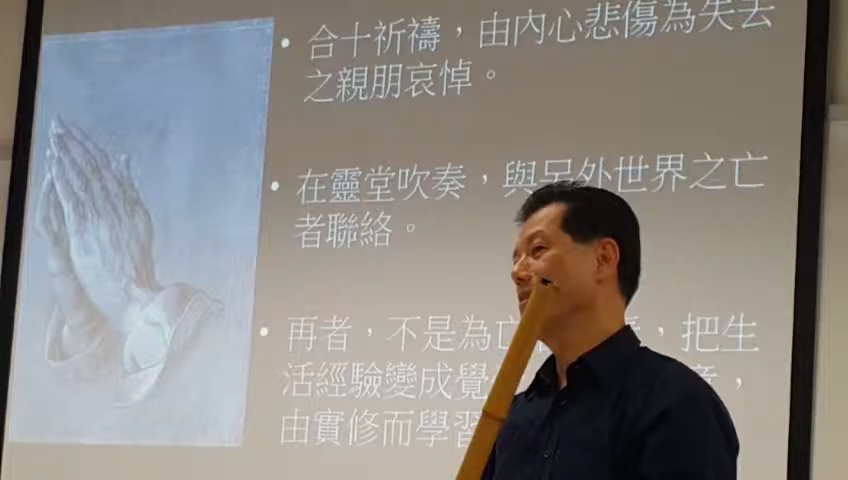 合十祈禱，由內心悲傷為失去
之親朋哀悼。
在靈堂吹奏，與另外世界之亡
者聯絡。
再者，不是為亡，把生
活經驗變成覺，
由實修而學習